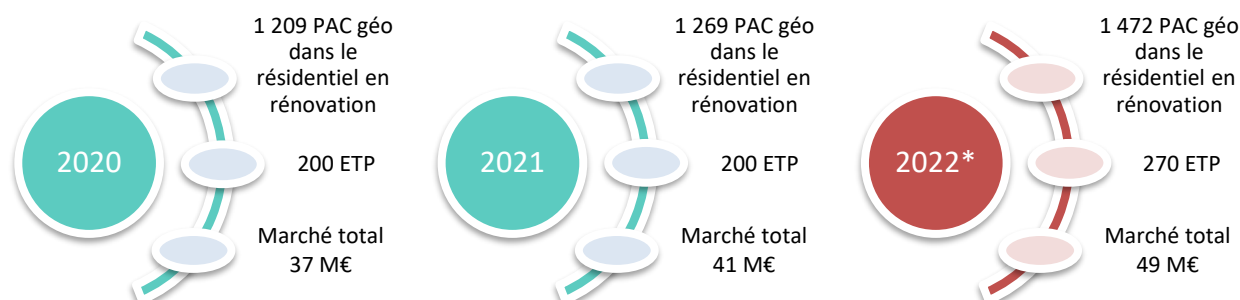 2020
1 209 PAC géo
dans le
résidentiel en
rénovation
200 ETP
Marché total
37 M€
2021
1 269 PAC géo
dans le
résidentiel en
rénovation
200 ETP
Marché total
41 M€
2022*
1 472 PAC géo
dans le
résidentiel en
rénovation
270 ETP
Marché total
49 M€